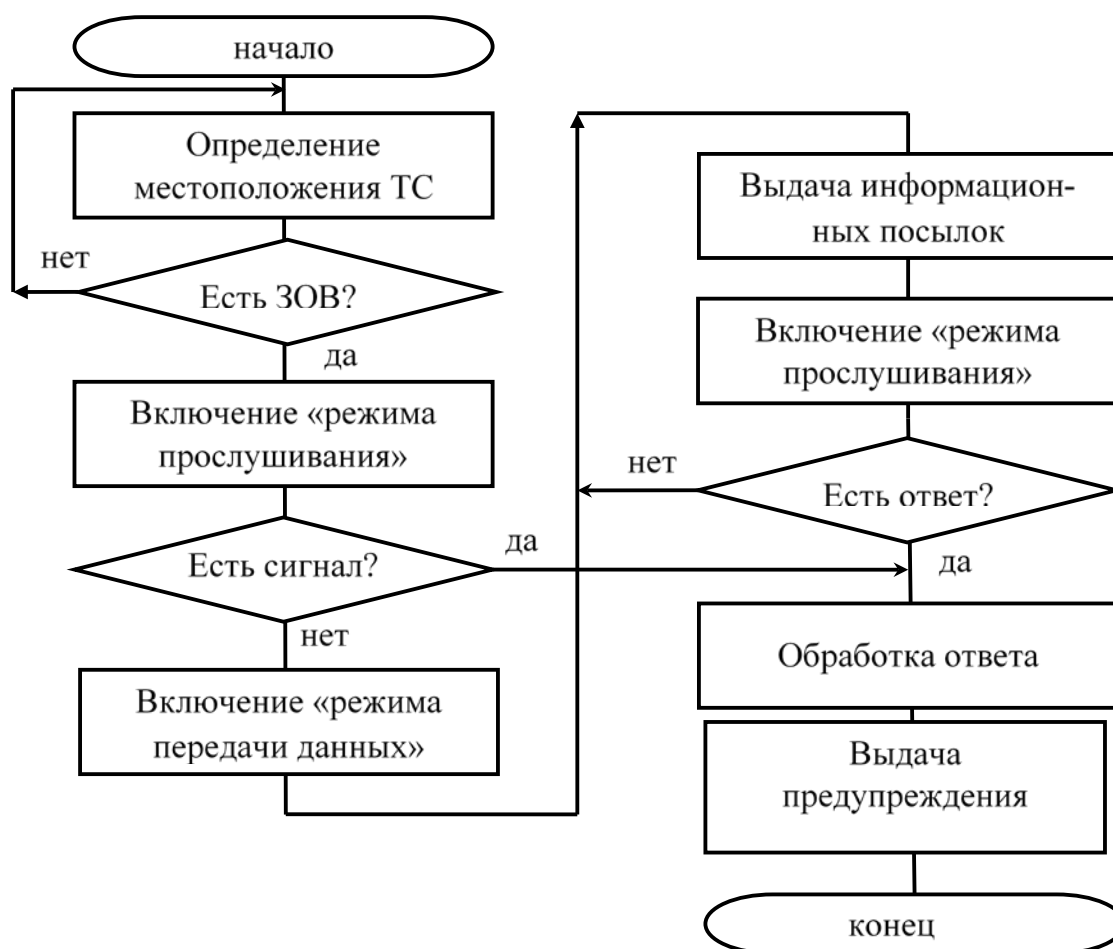 начало
Определение
местоположения ТС
нет
Есть ЗОВ?
да
Включение «режима
прослушивания»
Есть сигнал?
да
нет
Включение «режима
передачи данных»
Выдача информацион-
ных посылок
Включение «режима
прослушивания»
нет
Есть ответ?
да
Обработка ответа
Выдача
предупреждения
конец